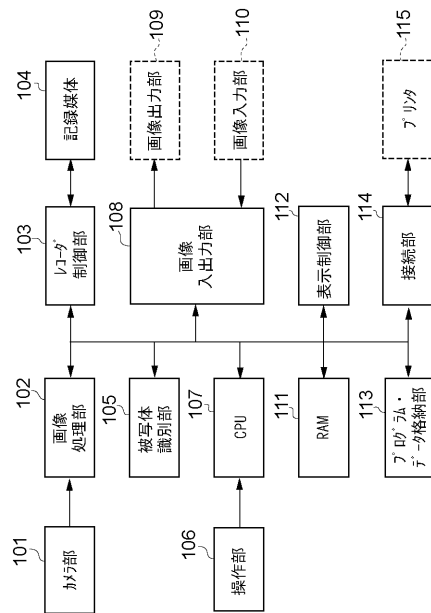 101
カメラ部
102
画像
処理部
103
レコーダ
制御部
104
記録媒体
105
被写体
識別部
106
操作部
107
CPU
108
画像
入出力部
109
画像出力部
110
画像入力部
111
RAM
112
表示制御部
113
プログラム・
データ格納部
114
接続部
115
プリンタ